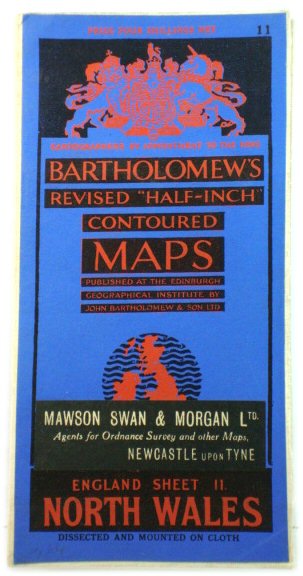 PRICE FOUR SHILLINGS NET
11
CARTOGRAPHERS BY APPOINTMENT TO THE KING
BARTHOLOMEW'S
REVISED "HALF-INCH"
CONTOURED
MAPS
PUBLISHED AT THE EDINBURGH
GEOGRAPHICAL INSTITUTE BY
JOHN BARTHOLOMEW & SON LTD
MAWSON SWAN & MORGAN LTD.
Agents for Ordnance Survey and other Maps,
NEWCASTLE UPON TYNE
ENGLAND SHEET 11.
NORTH WALES
DISSECTED AND MOUNTED ON CLOTH